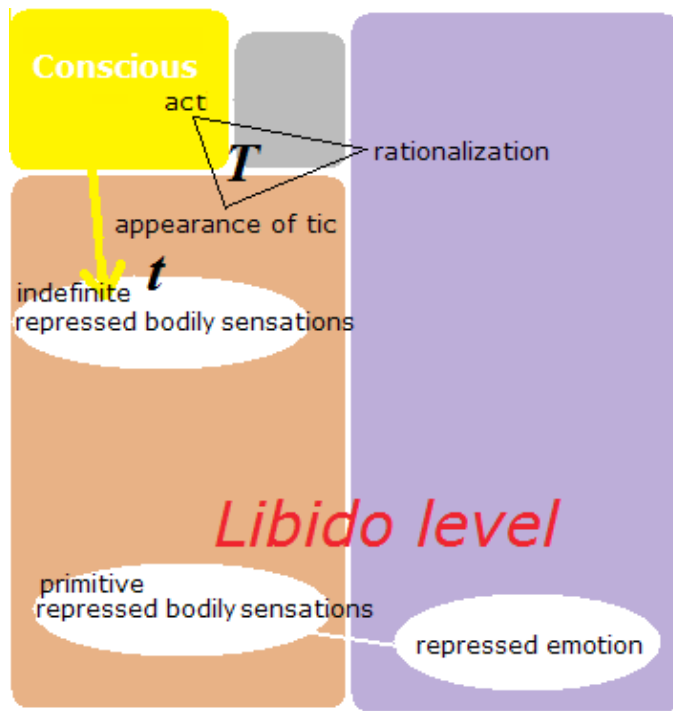 Conscious
act
rationalization
T
appearance of tic
t
indefinite
repressed bodily sensations
Libido level
primitive
repressed bodily sensations
repressed emotion